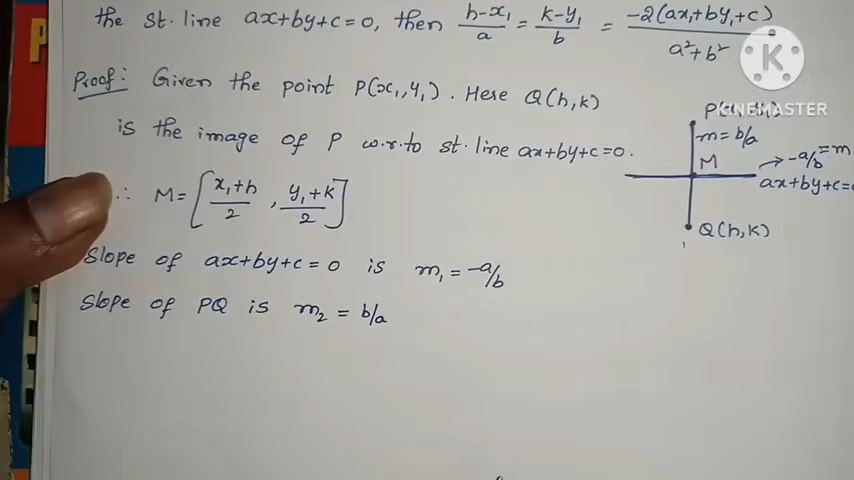 the st. line ax+by+c=0, then h-x₁/a = k-y₁/b = -2(ax₁+by₁+c)/a²+b²
Proof: Given the point P(x₁,y₁). Here Q(h,k)
is the image of P w.r.to st. line ax+by+c=0.
∴ M = [x₁+h/2, y₁+k/2]
Slope of ax+by+c=0 is m₁ = -a/b
Slope of PQ is m₂ = b/a
K
KINEMASTER
m=b/a
M
→ -a/b=m
ax+by+c=0
Q(h,k)